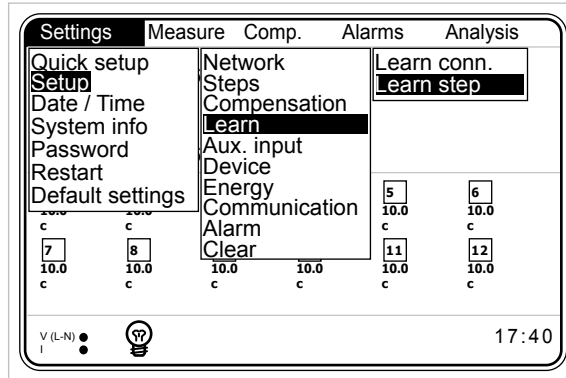 Settings Measure Comp. Alarms Analysis
Quick setup
Setup
Date / Time
System info
Password
Restart
Default settings
Network
Steps
Compensation
Learn
Aux. input
Device
Energy
Communication
Alarm
Clear
Learn conn.
Learn step
5 6
10.0 10.0
c c c c
7 8 11 12
10.0 10.0 10.0 10.0 10.0 10.0
c c c c c c
V (L-N)
I
17:40